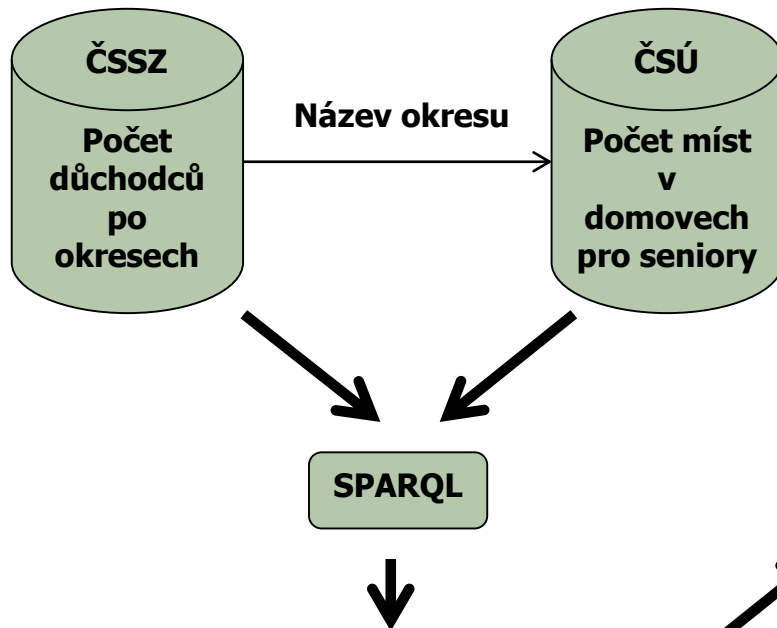 ČSSZ
Počet
důchodců
po
okresech
Název okresu
ČSÚ
Počet míst
v
domovech
pro seniory
SPARQL